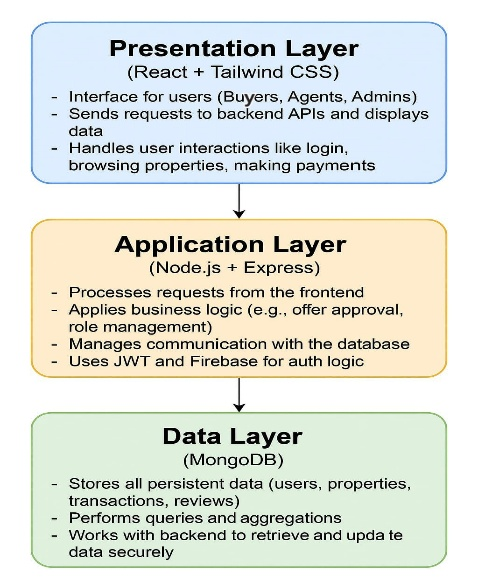 Presentation Layer
(React + Tailwind CSS)
- Interface for users (Buyers, Agents, Admins)
- Sends requests to backend APIs and displays
data
- Handles user interactions like login,
browsing properties, making payments
Application Layer
(Node.js + Express)
- Processes requests from the frontend
- Applies business logic (e.g., offer approval,
role management)
- Manages communication with the database
- Uses JWT and Firebase for auth logic
Data Layer
(MongoDB)
- Stores all persistent data (users, properties,
transactions, reviews)
- Performs queries and aggregations
- Works with backend to retrieve and upda te
data securely